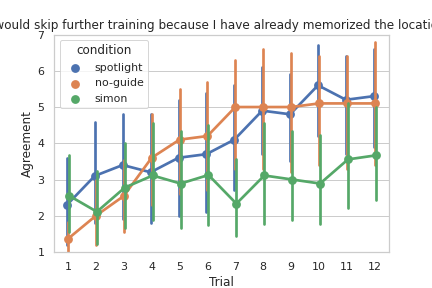 would skip further training because I have already memorized the locatio
condition
spotlight
no-guide
simon
Agreement
7
6
5
4
3
2
1
1 2 3 4 5 6 7 8 9 10 11 12
Trial